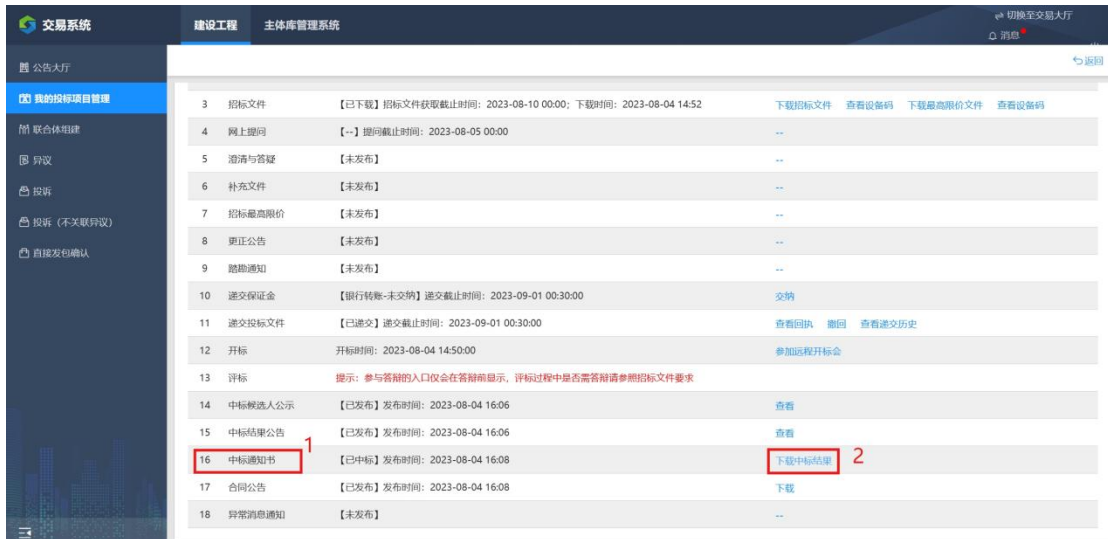 交易系统
建设工程 主体库管理系统
切换至交易大厅
消息
返回
公告大厅
我的投标项目管理
联合体组建
异议
投诉
投诉（不关联异议）
直接发包确认
3 招标文件 【已下载】招标文件获取截止时间：2023-08-10 00:00；下载时间：2023-08-04 14:52 下载招标文件 查看设备码 下载最高限价文件 查看设备码
4 网上提问 【--】提问截止时间：2023-08-05 00:00 --
5 澄清与答疑 【未发布】 --
6 补充文件 【未发布】 --
7 招标最高限价 【未发布】 --
8 更正公告 【未发布】 --
9 踏勘通知 【未发布】 --
10 递交保证金 【银行转账-未交纳】递交截止时间：2023-09-01 00:30:00 交纳
11 递交投标文件 【已递交】递交截止时间：2023-09-01 00:30:00 查看回执 撤回 查看递交历史
12 开标 开标时间：2023-08-04 14:50:00 参加远程开标会
13 评标 提示：参与答辩的入口仅会在答辩前显示，评标过程中是否需答辩请参照招标文件要求
14 中标候选人公示 【已发布】发布时间：2023-08-04 16:06 查看
15 中标结果公告 【已发布】发布时间：2023-08-04 16:06 查看
1
16 中标通知书 【已中标】发布时间：2023-08-04 16:08 下载中标结果 2
17 合同公告 【已发布】发布时间：2023-08-04 16:08 下载
18 异常消息通知 【未发布】 --